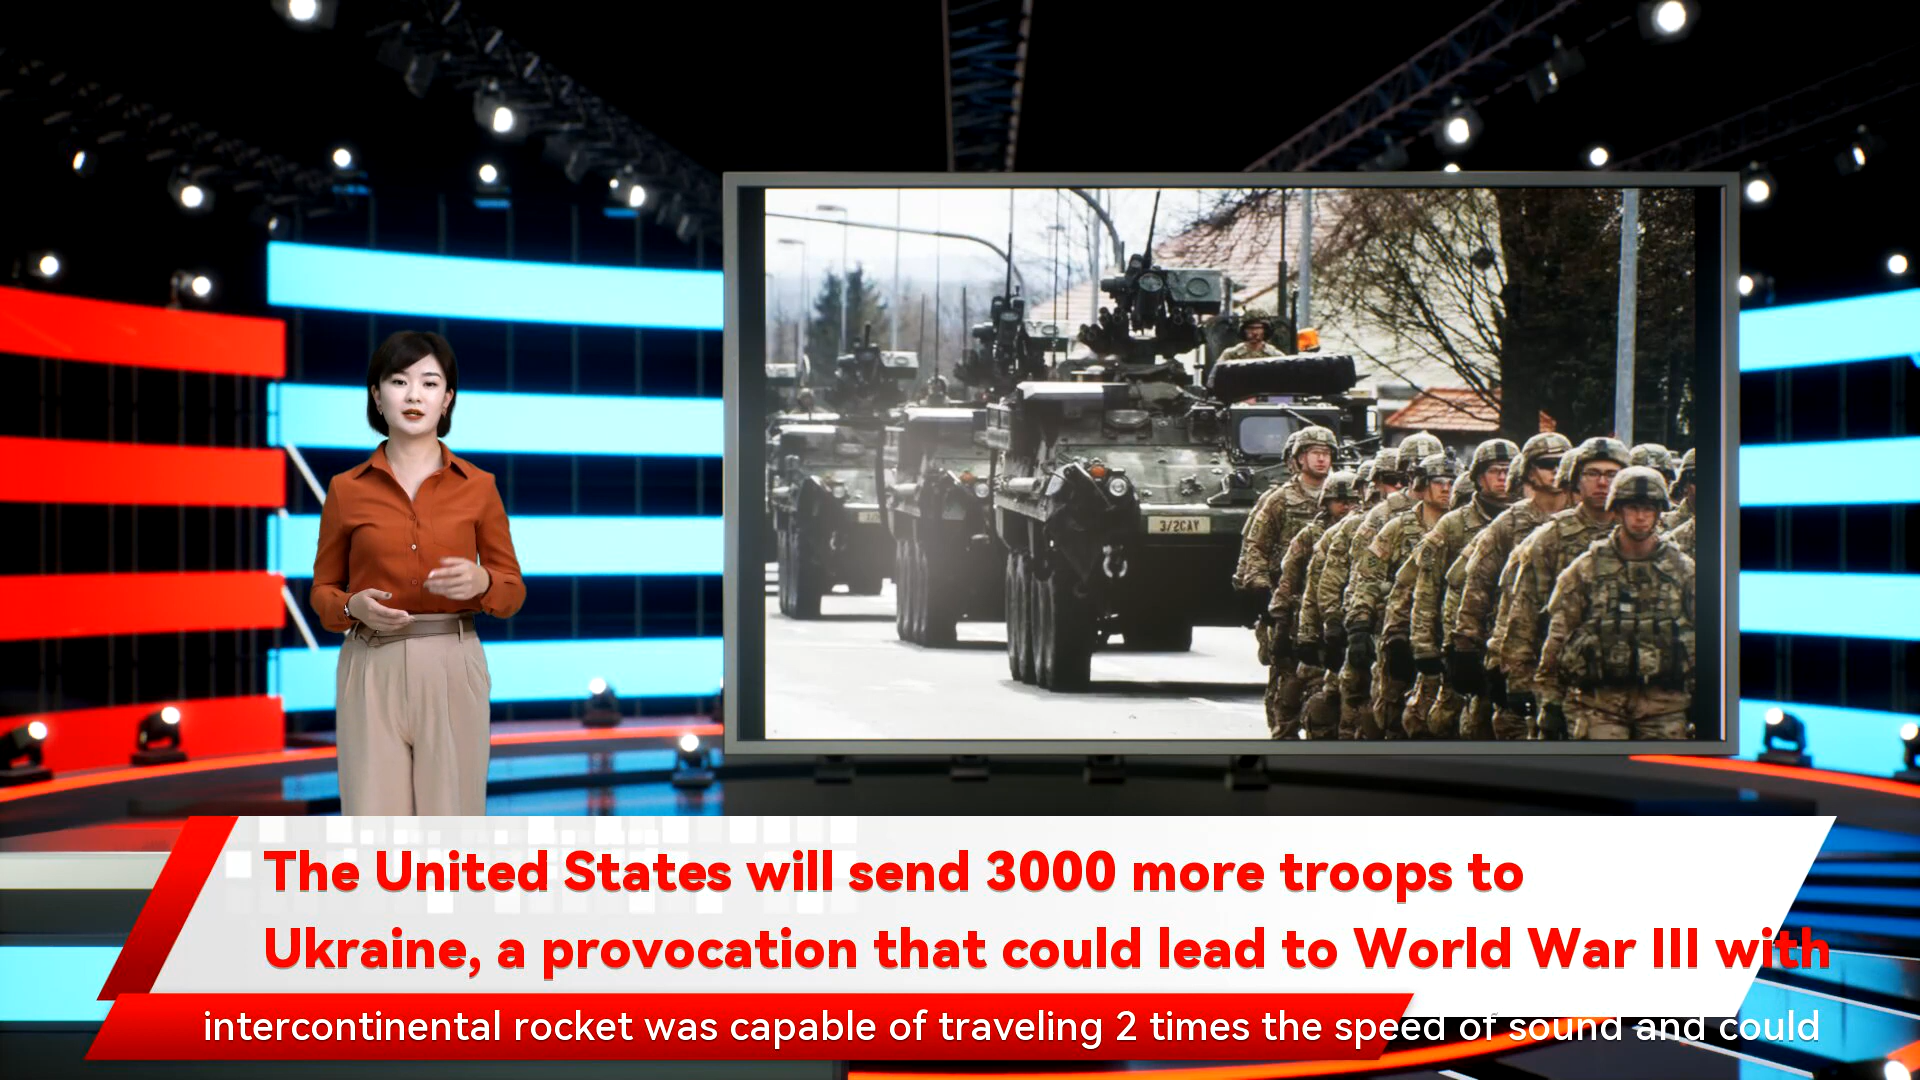 3/2CAY
The United States will send 3000 more troops to
Ukraine, a provocation that could lead to World War III with
intercontinental rocket was capable of traveling 2 times the speed of sound and could